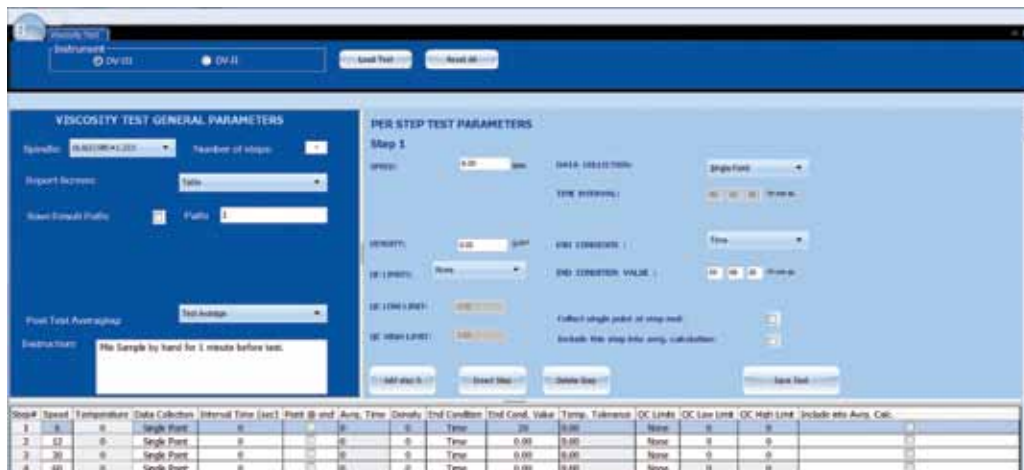 Viscosity Test
Instrument
DV-III
DV-II
Load Test
Reset All
VISCOSITY TEST GENERAL PARAMETERS
Spindle:
Number of steps:
Report Screen:
Table
Save Result Path:
Path:
Post Test Averaging:
Test Average
Instruction:
Mix Sample by hand for 1 minute before test.
PER STEP TEST PARAMETERS
Step 1
SPEED:
DATA COLLECTION:
Single Point
TIME INTERVAL:
DENSITY:
0.00
END CONDITION :
Time
QC LIMITS:
None
END CONDITION VALUE :
QC LOW LIMIT:
QC HIGH LIMIT:
Collect single point at step end:
Include this step into avrg. calculation:
Insert Step
Delete Step
Save Test
Step# Speed Temperature Data Collection Interval Time (sec) Point @ end Avrg. Time Density End Condition End Cond. Value Temp. Tolerance QC Limits QC Low Limit QC High Limit Include into Avrg. Calc.
1 6 0 Single Point 0 0 0 Time 20 0.00 None 0 0
2 12 0 Single Point 0 0 0 Time 0.00 0.00 None 0 0
3 30 0 Single Point 0 0 0 Time 0.00 0.00 None 0 0
4 60 0 Single Point 0 0 0 Time 0.00 0.00 None 0 0